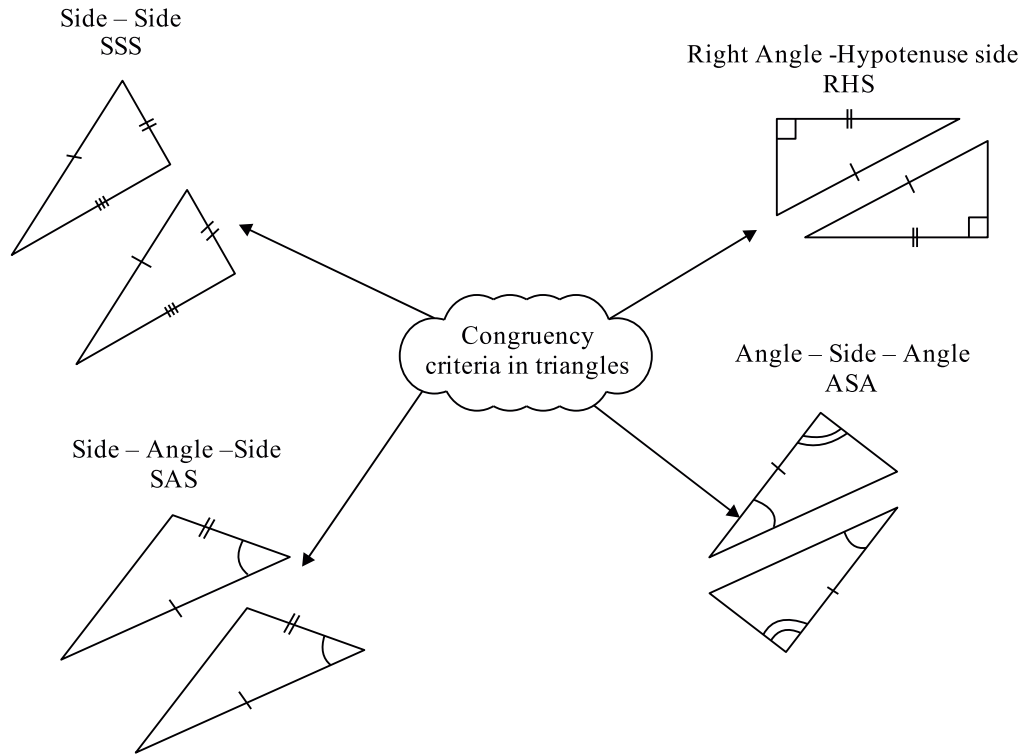 Side – Side
SSS
Right Angle -Hypotenuse side
RHS
Congruency
criteria in triangles
Angle – Side – Angle
ASA
Side – Angle –Side
SAS